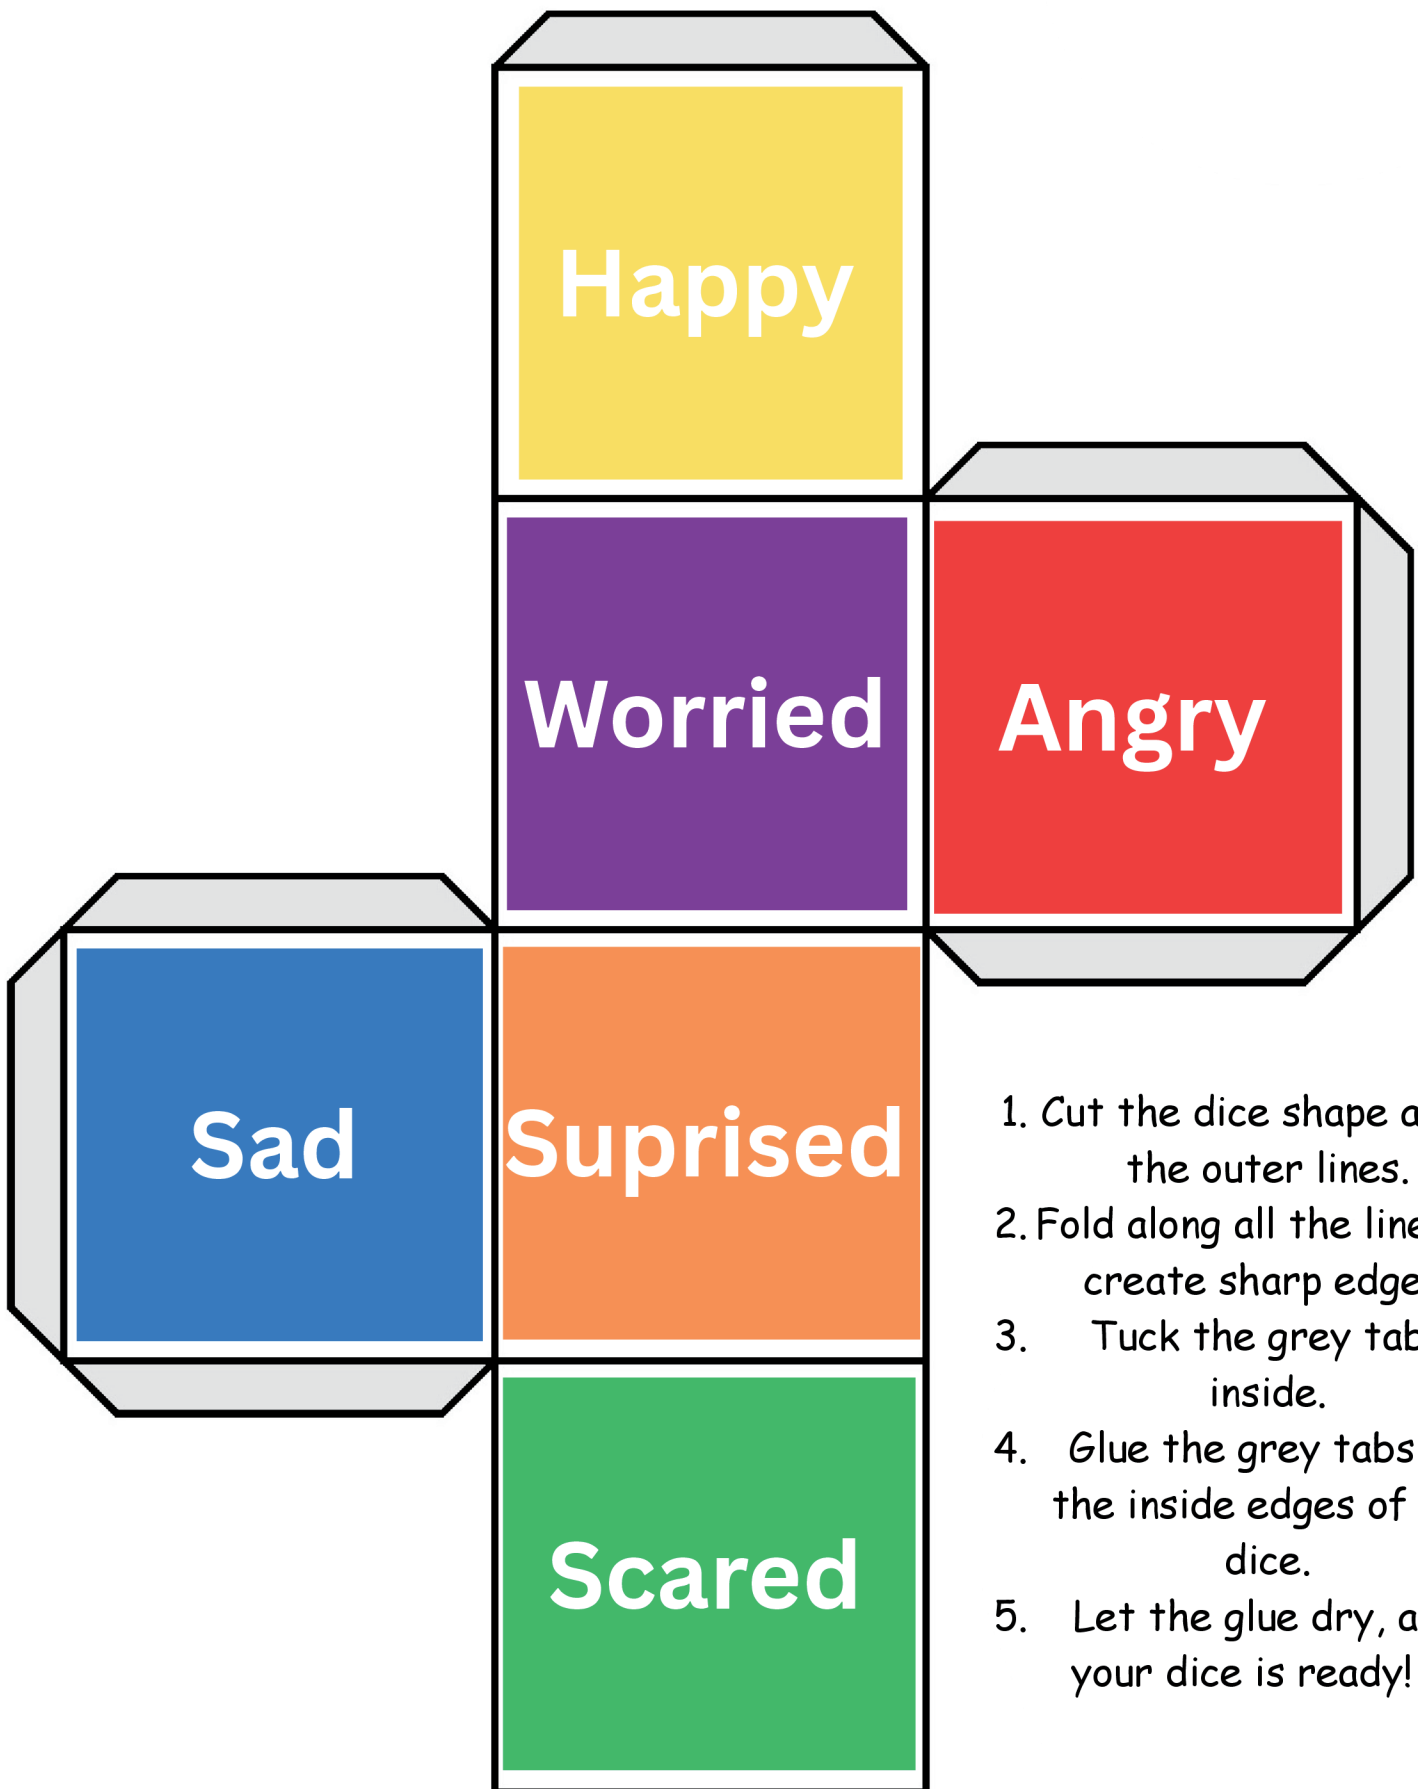 Happy
Worried
Angry
Sad
Suprised
Scared
1. Cut the dice shape a
the outer lines.
2. Fold along all the line
create sharp edge
3. Tuck the grey tab
inside.
4. Glue the grey tabs
the inside edges of
dice.
5. Let the glue dry, a
your dice is ready!